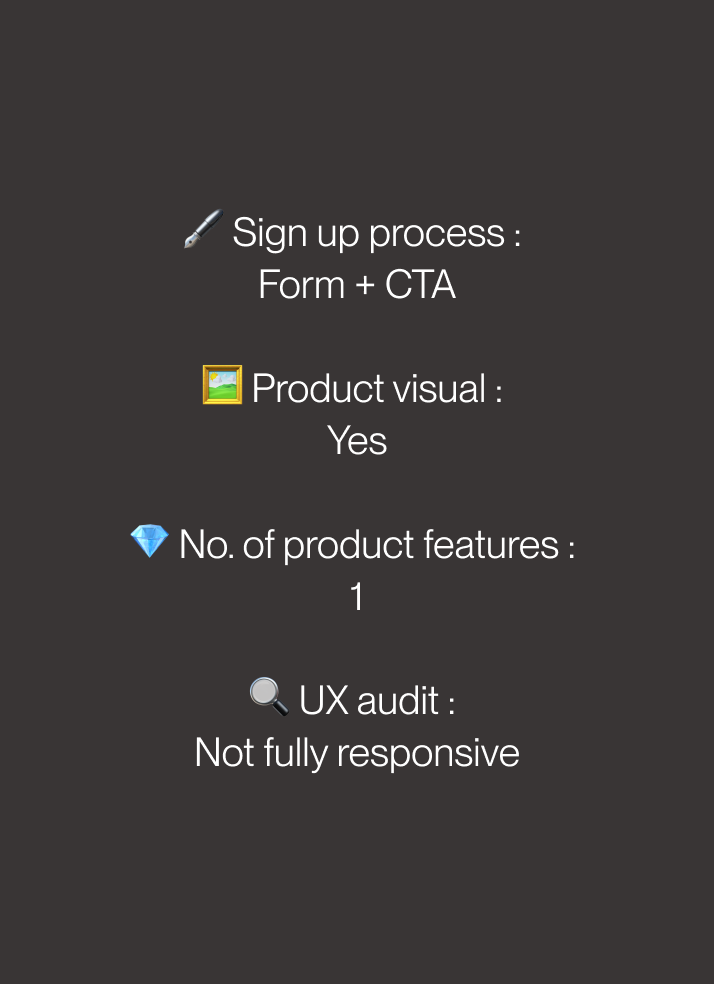 🖋️ Sign up process :
Form + CTA
🖼️ Product visual :
Yes
💎 No. of product features :
1
🔍 UX audit :
Not fully responsive